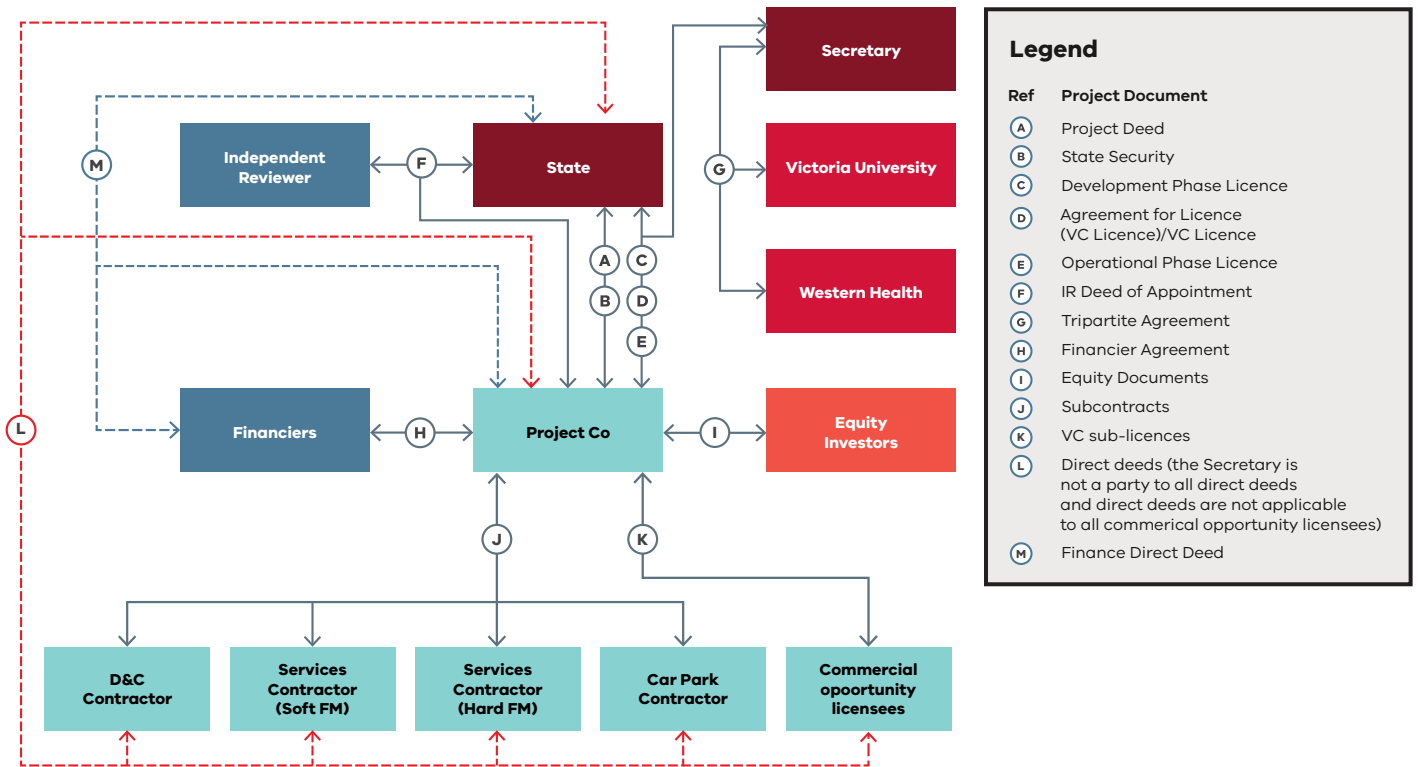 Secretary
Independent
Reviewer
State
Victoria University
Western Health
Financiers
Project Co
Equity
Investors
D&C
Contractor
Services
Contractor
(Soft FM)
Services
Contractor
(Hard FM)
Car Park
Contractor
Commercial
opoortunity
licensees
M
F
G
A
C
B
D
E
L
H
I
J
K
Legend
Ref Project Document
A Project Deed
B State Security
C Development Phase Licence
D Agreement for Licence
(VC Licence)/VC Licence
E Operational Phase Licence
F IR Deed of Appointment
G Tripartite Agreement
H Financier Agreement
I Equity Documents
J Subcontracts
K VC sub-licences
L Direct deeds (the Secretary is
not a party to all direct deeds
and direct deeds are not applicable
to all commerical opportunity licensees)
M Finance Direct Deed